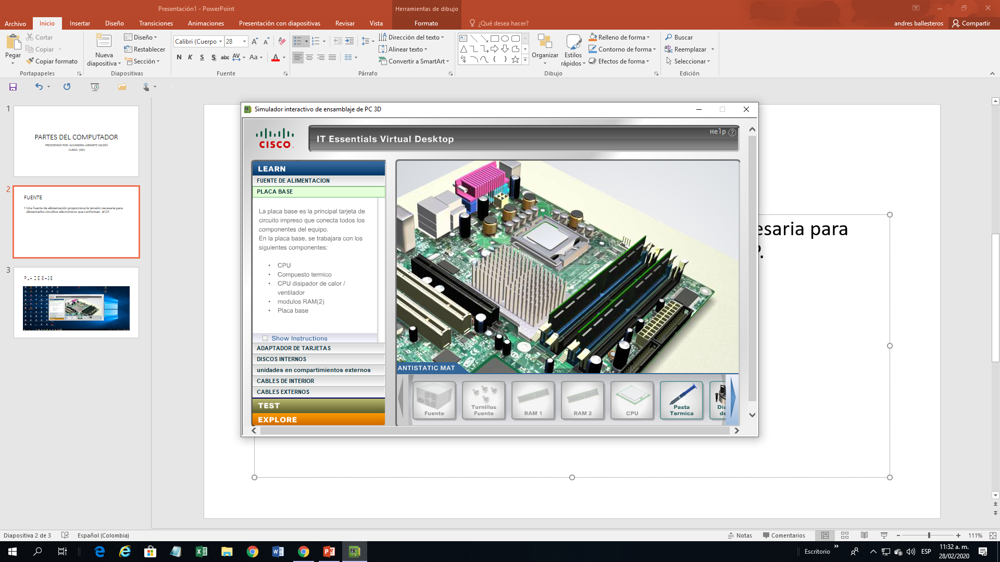 Presentación1 - PowerPoint
Herramientas de dibujo
Archivo
Inicio
Insertar
Diseño
Transiciones
Animaciones
Presentación con diapositivas
Revisar
Vista
Formato
¿Qué desea hacer?
andres ballesteros
Compartir
Pegar
Cortar
Copiar
Copiar formato
Portapapeles
Nueva
diapositiva
Diseño
Restablecer
Sección
Diapositivas
Calibri (Cuerpo
28
N K S S abc AV Aa A
Fuente
Dirección del texto
Alinear texto
Convertir a SmartArt
Párrafo
Organizar
Estilos
rápidos
Relleno de forma
Contorno de forma
Efectos de forma
Dibujo
Buscar
Reemplazar
Seleccionar
Edición
1
PARTES DEL COMPUTADOR
PRESENTADO POR: ALEJANDRA LARRARTE VALDES
CURSO: 1001
2
FUENTE
• Una fuente de alimentación proporciona la tensión necesaria para
alimentarlos circulitos electrónicos que conforman el CP.
3
Simulador interactivo de ensamblaje de PC 3D
CISCO
IT Essentials Virtual Desktop
Help ?
LEARN
FUENTE DE ALIMENTACION
PLACA BASE
La placa base es la principal tarjeta de
circuito impreso que conecta todos los
componentes del equipo.
En la placa base, se trabajara con los
siguientes componentes:
• CPU
• Compuesto termico
• CPU disipador de calor /
ventilador
• modulos RAM(2)
• Placa base
Show Instructions
ADAPTADOR DE TARJETAS
DISCOS INTERNOS
unidades en compartimientos externos
CABLES DE INTERIOR
CABLES EXTERNOS
TEST
EXPLORE
ANTISTATIC MAT
Fuente
Tornillos
Fuente
RAM 1
RAM 2
CPU
Pasta
Termica
Dis
de
esaria para
P.
Diapositiva 2 de 3
Español (Colombia)
Notas
Comentarios
111%
Escritorio
ESP
11:32 a. m.
28/02/2020